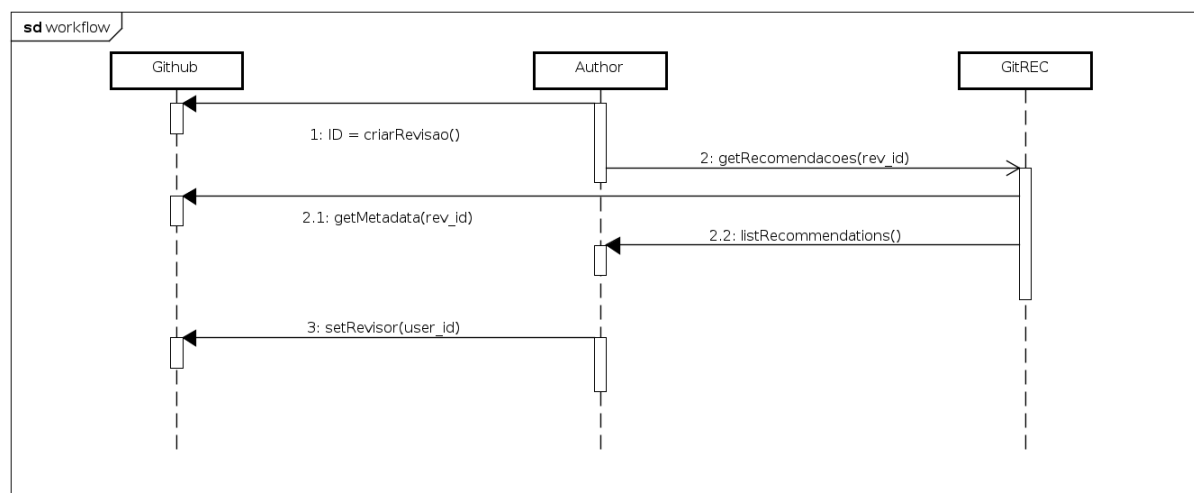 sd workflow
Github
Author
GitREC
1: ID = criarRevisao()
2: getRecomendacoes(rev_id)
2.1: getMetadata(rev_id)
2.2: listRecommendations()
3: setRevisor(user_id)